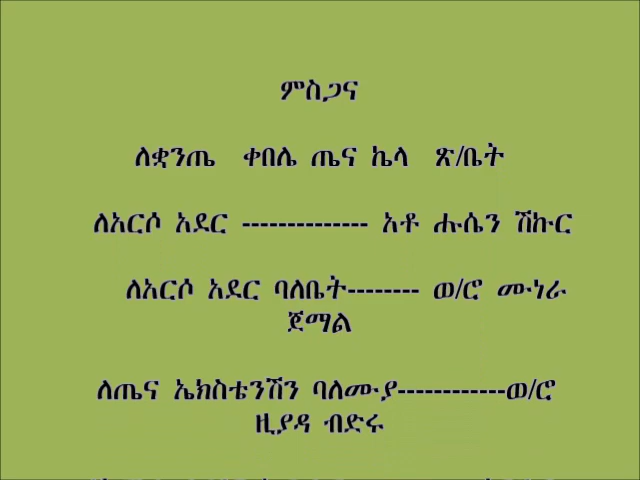 ምስጋና
ለቋንጤ ቀበሌ ጤና ኬላ ጽ/ቤት
ለአርሶ አደር -------------- አቶ ሑሴን ሽኩር
ለአርሶ አደር ባለቤት-------- ወ/ሮ ሙነራ
ጀማል
ለጤና ኤክስቴንሽን ባለሙያ------------ወ/ሮ
ዚያዳ ብድሩ